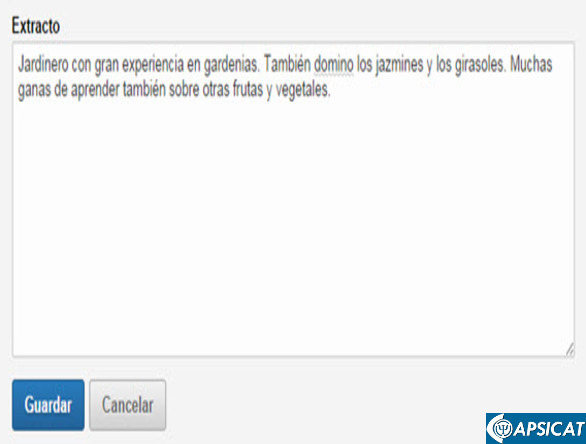 Extracto
Jardinero con gran experiencia en gardenias. También domino los jazmines y los girasoles. Muchas
ganas de aprender también sobre otras frutas y vegetales.
Guardar Cancelar
APSICAT